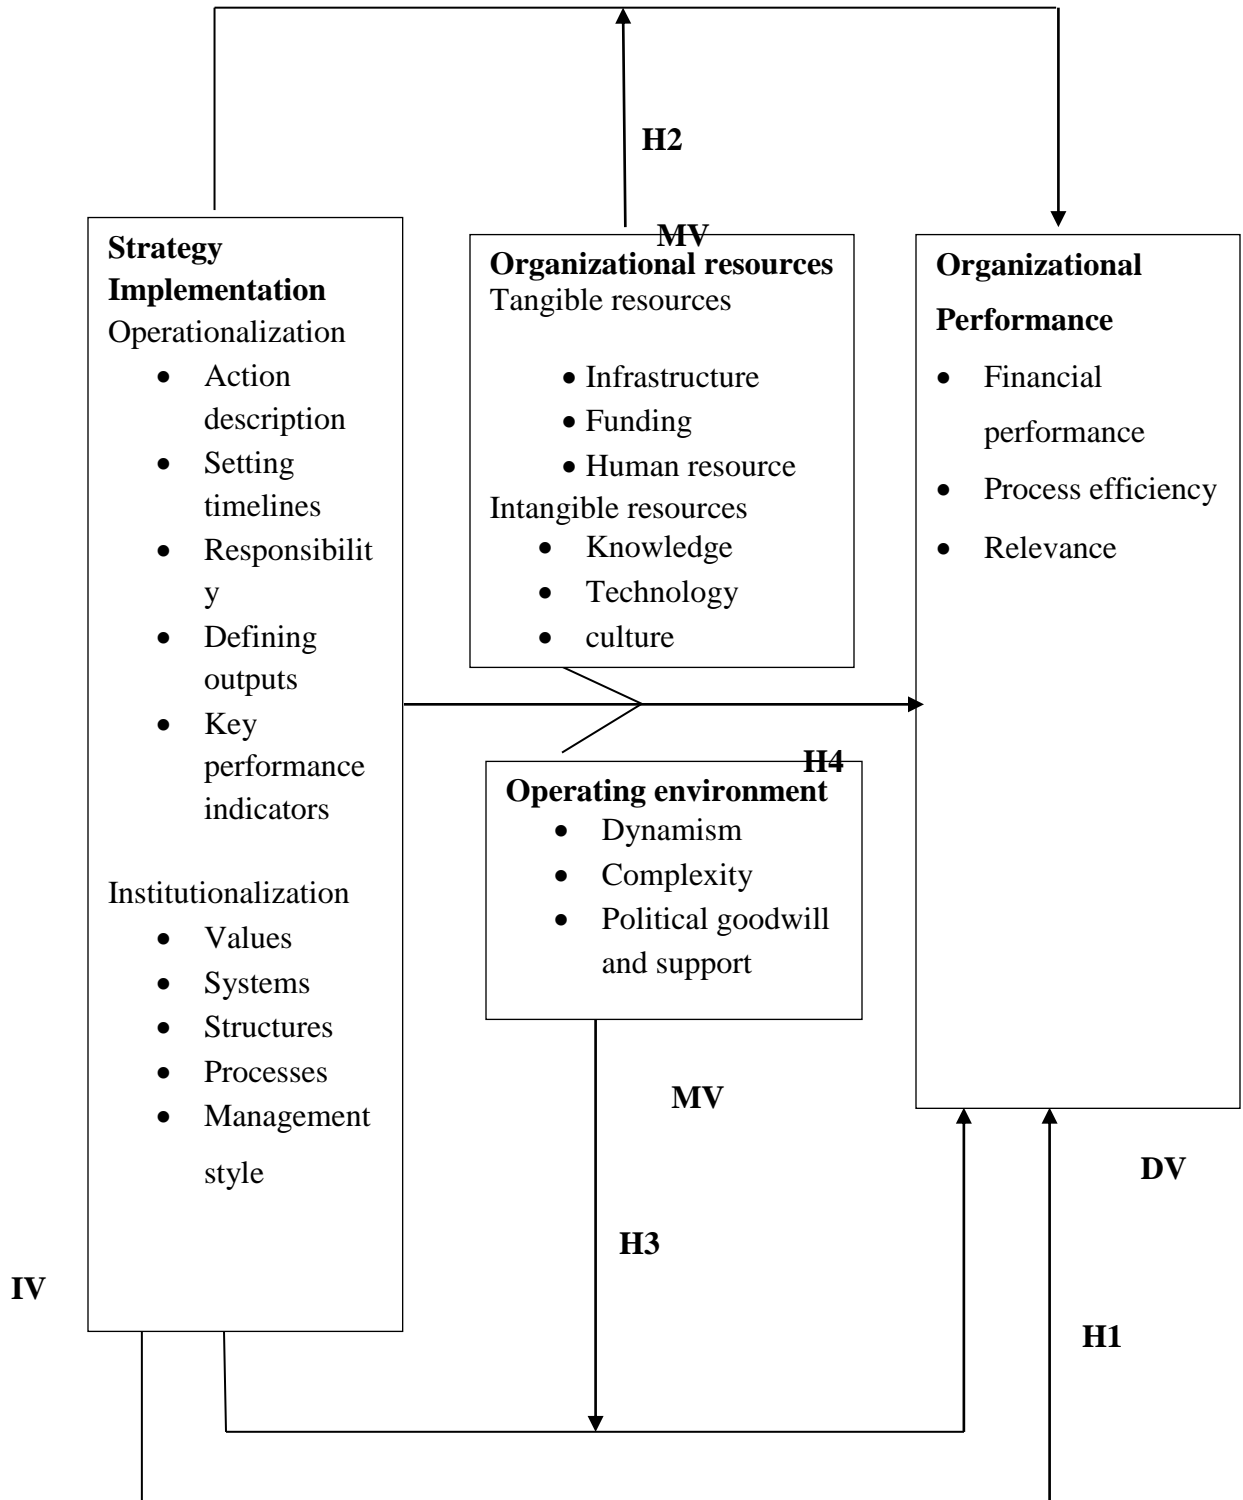 H2
Strategy
Implementation
Operationalization
• Action
description
• Setting
timelines
• Responsibilit
y
• Defining
outputs
• Key
performance
indicators
Institutionalization
• Values
• Systems
• Structures
• Processes
• Management
style
IV
MV
Organizational resources
Tangible resources
• Infrastructure
• Funding
• Human resource
Intangible resources
• Knowledge
• Technology
• culture
H4
Operating environment
• Dynamism
• Complexity
• Political goodwill
and support
MV
H3
Organizational
Performance
• Financial
performance
• Process efficiency
• Relevance
DV
H1